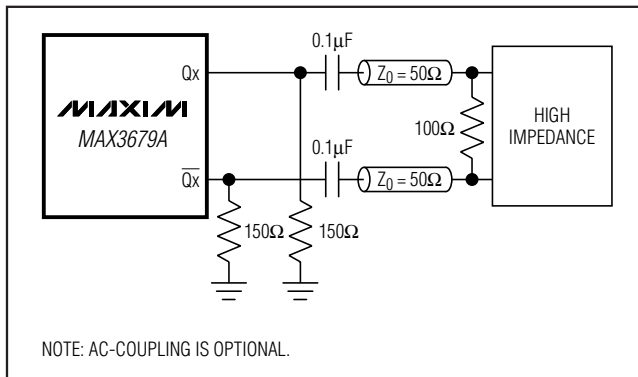 0.1μF
Qx
Z0 = 50Ω
MAXIM
MAX3679A
100Ω
HIGH
IMPEDANCE
0.1μF
Q̅x̅
Z0 = 50Ω
150Ω
150Ω
NOTE: AC-COUPLING IS OPTIONAL.